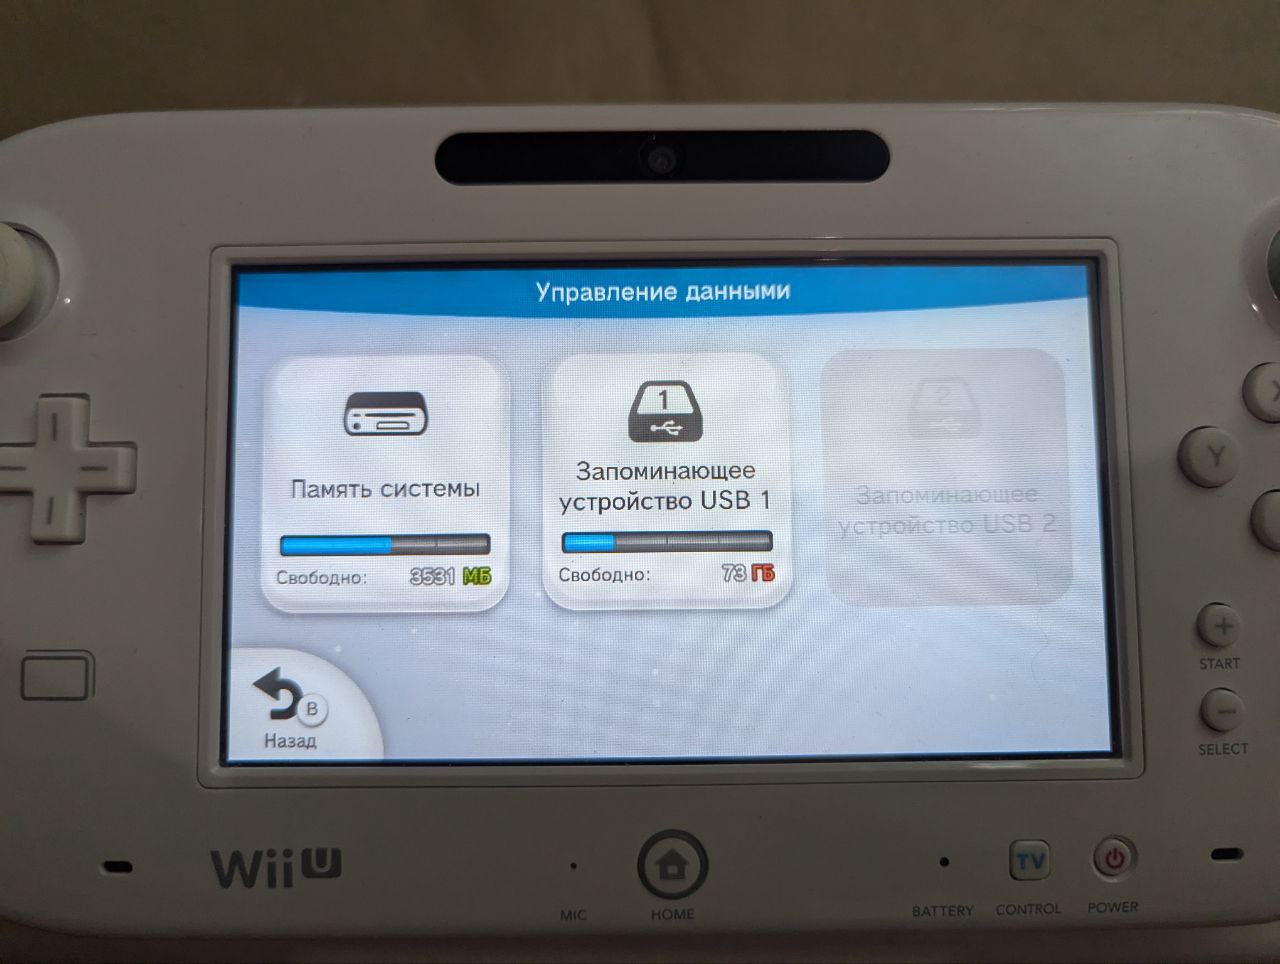 Управление данными
1
Память системы
Запоминающее
устройство USB 1
Свободно: 3531 МБ
Свободно: 73 ГБ
2
Запоминающее
устройство USB 2
B
Назад
Y
+
START
−
SELECT
Wii U
MIC
HOME
BATTERY
TV
CONTROL
POWER